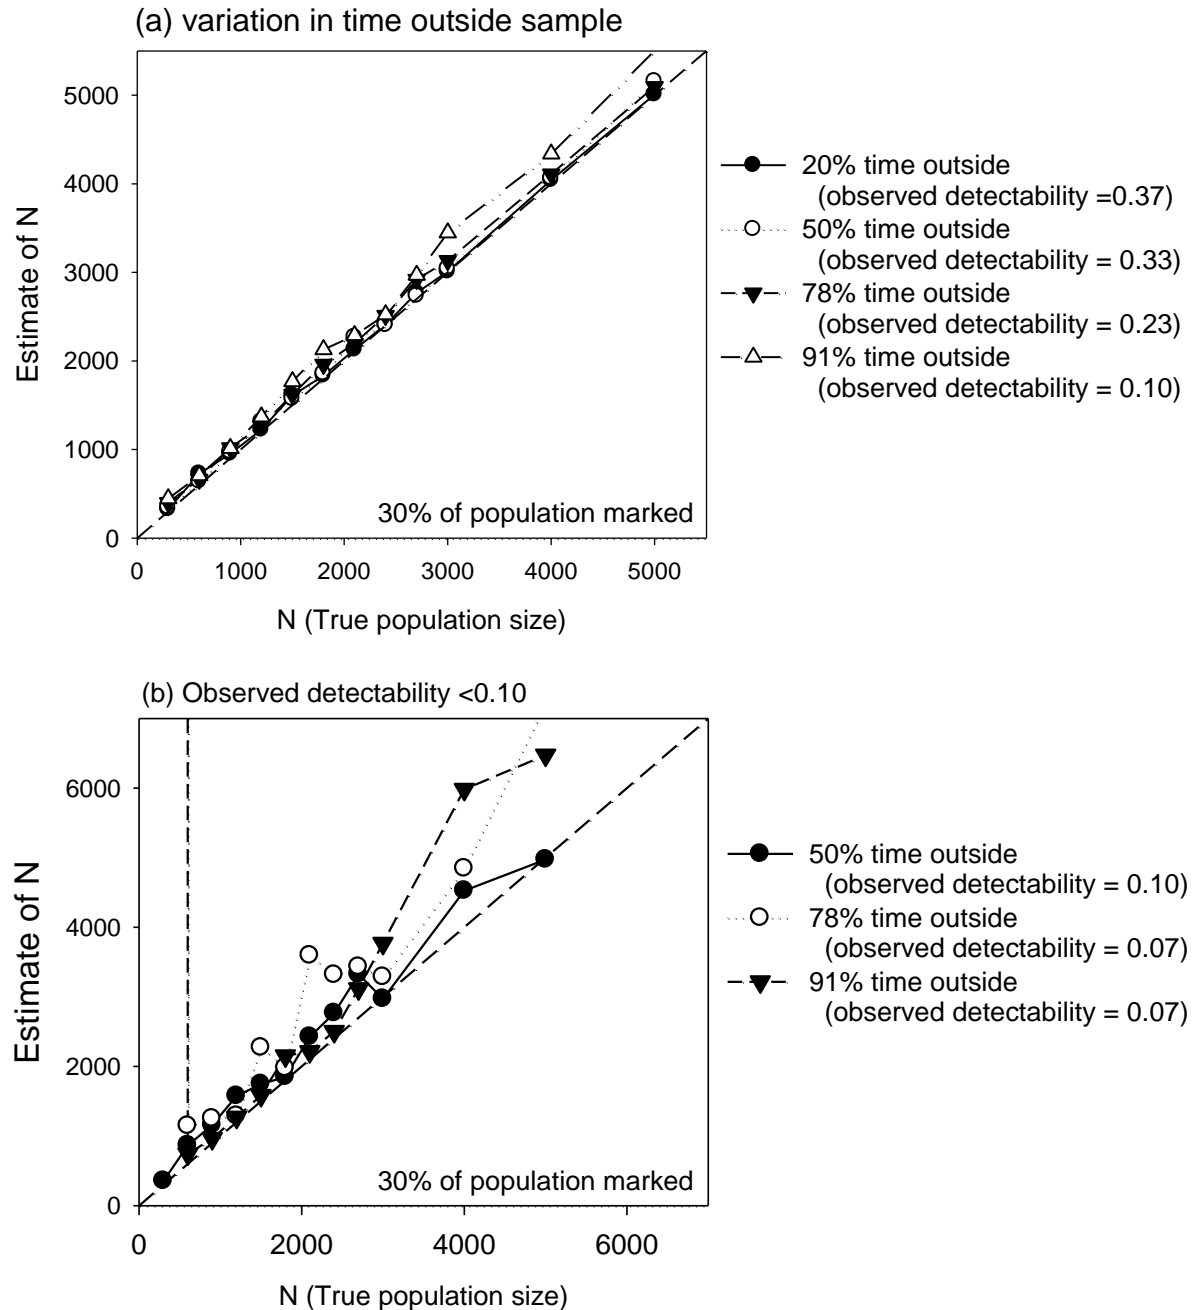 (a) variation in time outside sample
5000
4000
3000
2000
1000
0
Estimate of N
30% of population marked
0 1000 2000 3000 4000 5000
N (True population size)
20% time outside
(observed detectability =0.37)
50% time outside
(observed detectability = 0.33)
78% time outside
(observed detectability = 0.23)
91% time outside
(observed detectability = 0.10)
(b) Observed detectability <0.10
6000
4000
2000
0
Estimate of N
30% of population marked
0 2000 4000 6000
N (True population size)
50% time outside
(observed detectability = 0.10)
78% time outside
(observed detectability = 0.07)
91% time outside
(observed detectability = 0.07)